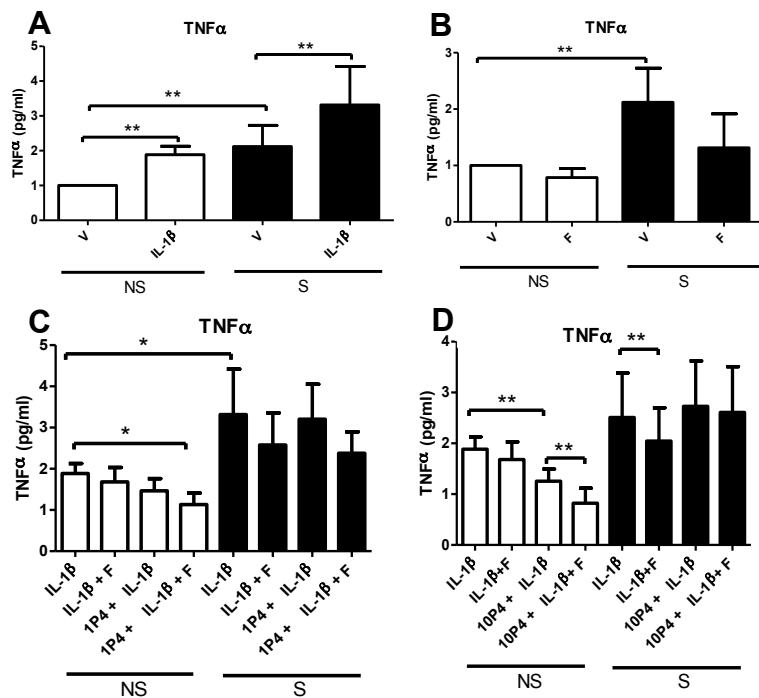 A
TNFα
TNFα (pg/ml)
5
4
3
2
1
0
**
**
**
V
IL-1β
V
IL-1β
NS
S
B
TNFα
TNFα (pg/ml)
3
2
1
0
**
V
F
V
F
NS
S
C
TNFα
TNFα (pg/ml)
5
4
3
2
1
0
*
*
IL-1β
IL-1β + F
1P4 + IL-1β
1P4 + IL-1β + F
IL-1β
IL-1β + F
1P4 + IL-1β
1P4 + IL-1β + F
NS
S
D
TNFα
TNFα (pg/ml)
4
3
2
1
0
**
**
**
IL-1β
IL-1β+F
10P4 + IL-1β
10P4 + IL-1β+F
IL-1β
IL-1β+F
10P4 + IL-1β
10P4 + IL-1β+F
NS
S